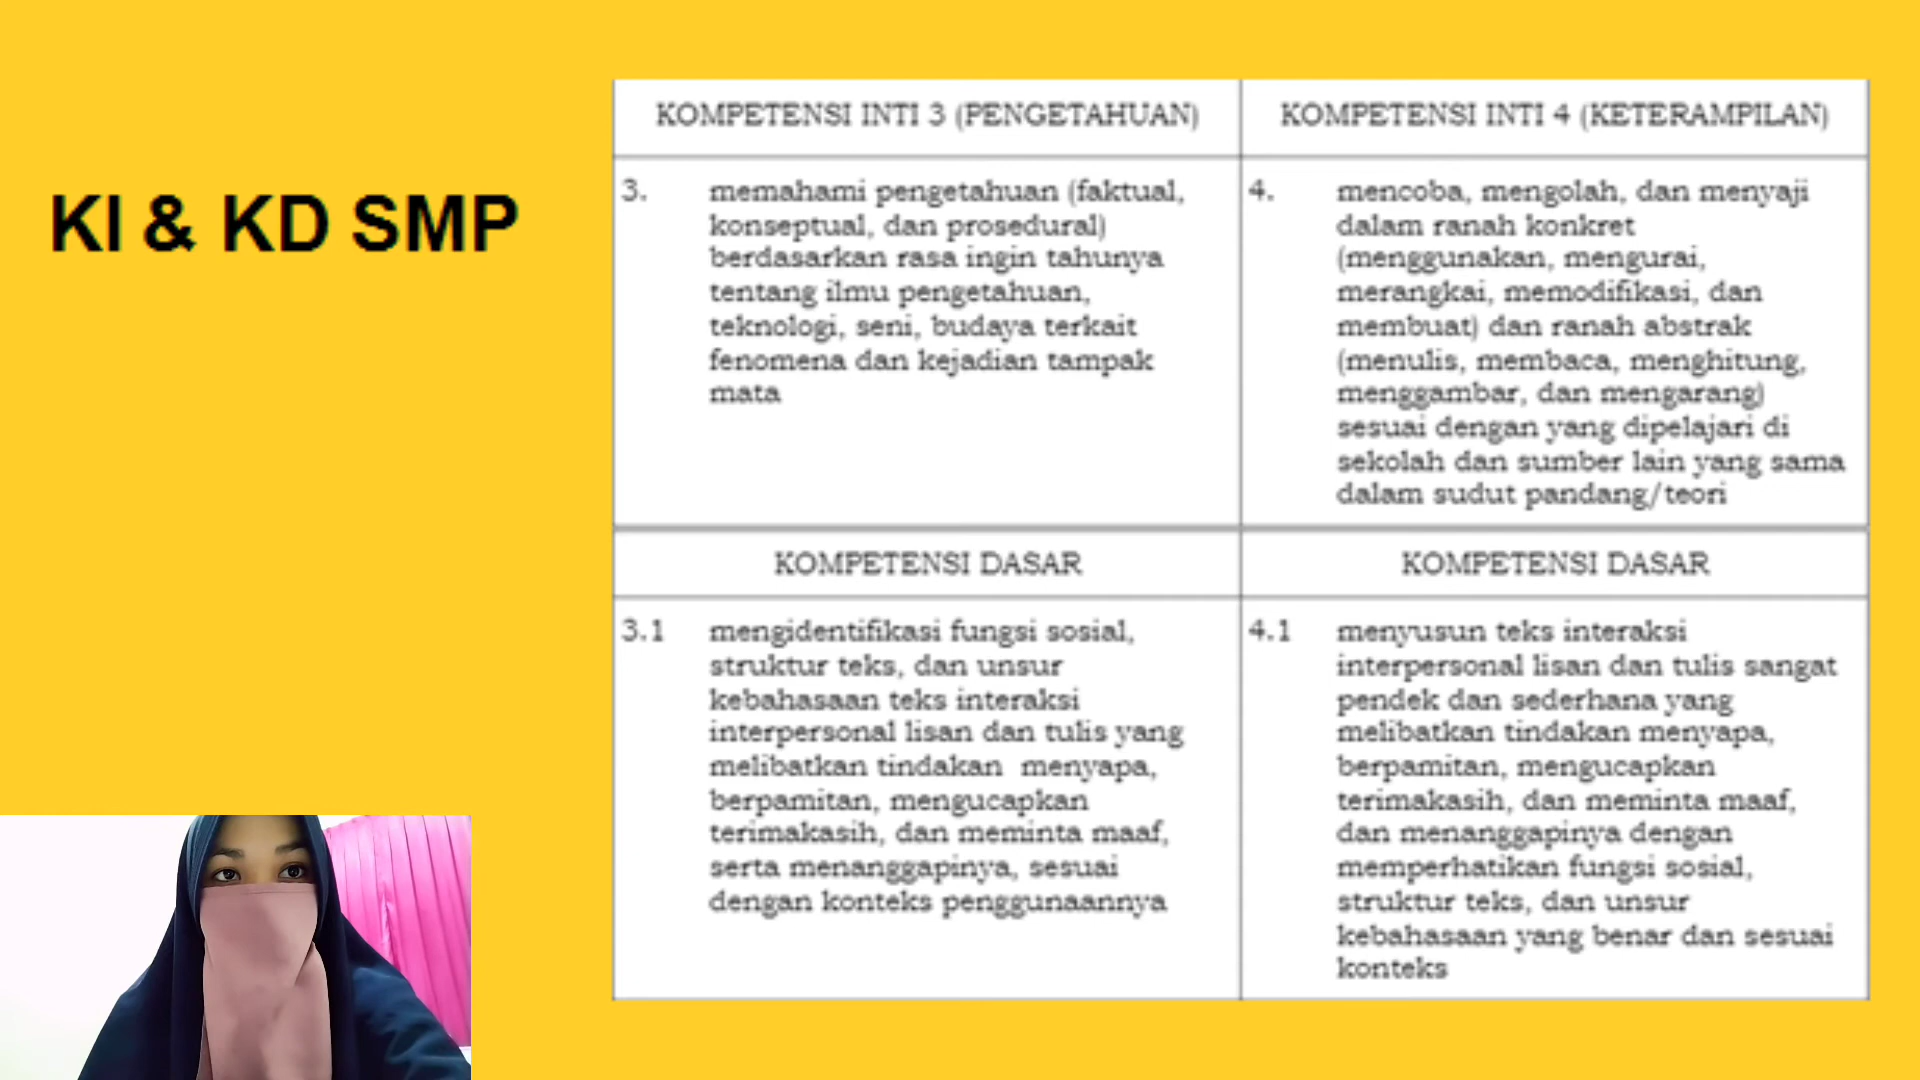 KI & KD SMP
KOMPETENSI INTI 3 (PENGETAHUAN)
3. memahami pengetahuan (faktual,
konseptual, dan prosedural)
berdasarkan rasa ingin tahunya
tentang ilmu pengetahuan,
teknologi, seni, budaya terkait
fenomena dan kejadian tampak
mata
KOMPETENSI INTI 4 (KETERAMPILAN)
4. mencoba, mengolah, dan menyaji
dalam ranah konkret
(menggunakan, mengurai,
merangkai, memodifikasi, dan
membuat) dan ranah abstrak
(menulis, membaca, menghitung,
menggambar, dan mengarang)
sesuai dengan yang dipelajari di
sekolah dan sumber lain yang sama
dalam sudut pandang/teori
KOMPETENSI DASAR
3.1 mengidentifikasi fungsi sosial,
struktur teks, dan unsur
kebahasaan teks interaksi
interpersonal lisan dan tulis yang
melibatkan tindakan menyapa,
berpamitan, mengucapkan
terimakasih, dan meminta maaf,
serta menanggapinya, sesuai
dengan konteks penggunaannya
KOMPETENSI DASAR
4.1 menyusun teks interaksi
interpersonal lisan dan tulis sangat
pendek dan sederhana yang
melibatkan tindakan menyapa,
berpamitan, mengucapkan
terimakasih, dan meminta maaf,
dan menanggapinya dengan
memperhatikan fungsi sosial,
struktur teks, dan unsur
kebahasaan yang benar dan sesuai
konteks